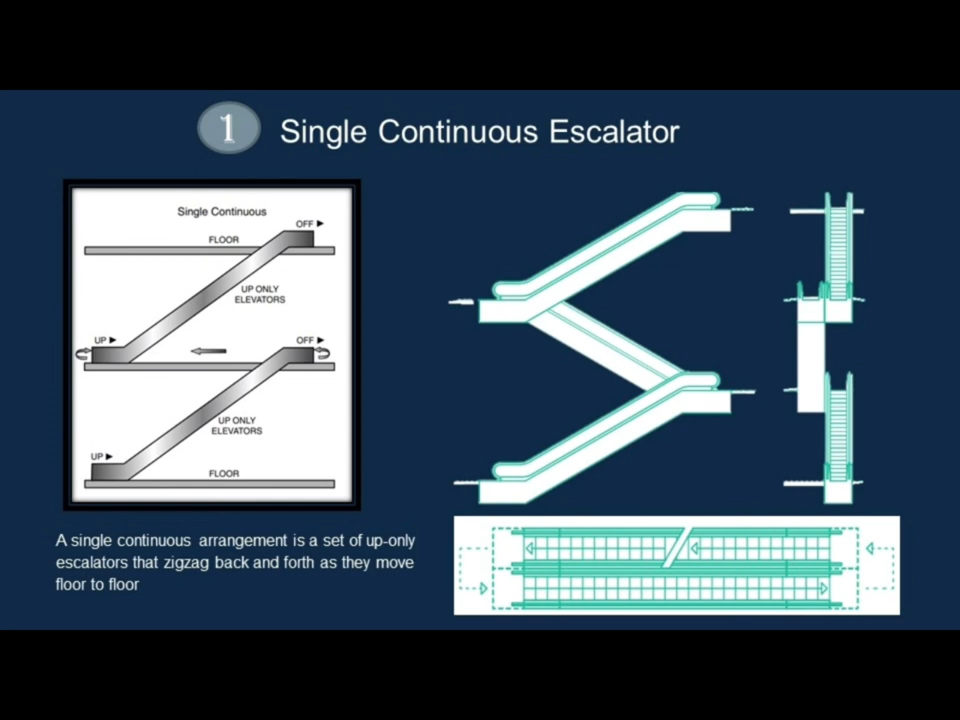 1 Single Continuous Escalator
Single Continuous
OFF
FLOOR
UP ONLY
ELEVATORS
UP
OFF
UP ONLY
ELEVATORS
UP
FLOOR
A single continuous arrangement is a set of up-only
escalators that zigzag back and forth as they move
floor to floor